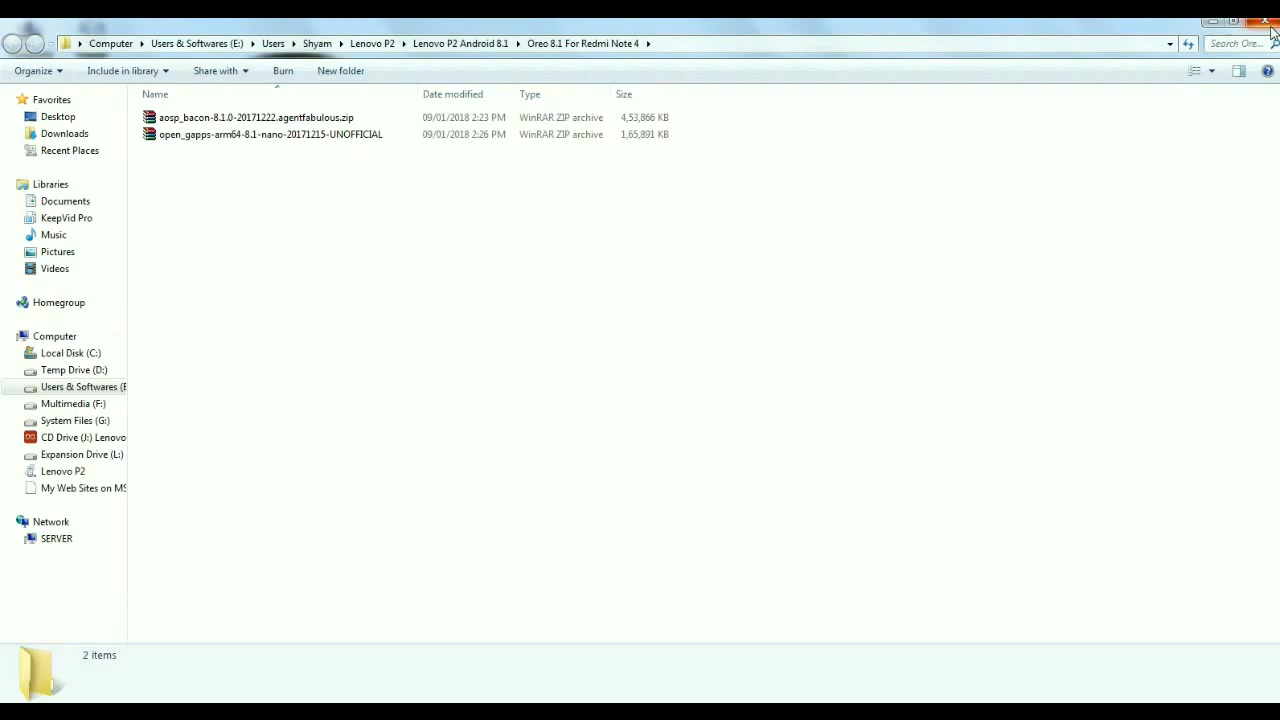 Computer Users & Softwares (E:) Users Shyam Lenovo P2 Lenovo P2 Android 8.1 Oreo 8.1 For Redmi Note 4 Search Ore...
Organize Include in library Share with Burn New folder
Name Date modified Type Size
aosp_bacon-8.1.0-20171222.agentfabulous.zip 09/01/2018 2:23 PM WinRAR ZIP archive 4,53,866 KB
open_gapps-arm64-8.1-nano-20171215-UNOFFICIAL 09/01/2018 2:26 PM WinRAR ZIP archive 1,65,891 KB
Favorites
Desktop
Downloads
Recent Places
Libraries
Documents
KeepVid Pro
Music
Pictures
Videos
Homegroup
Computer
Local Disk (C:)
Temp Drive (D:)
Users & Softwares (E
Multimedia (F:)
System Files (G:)
CD Drive (J:) Lenovo
Expansion Drive (L:)
Lenovo P2
My Web Sites on MS
Network
SERVER
2 items